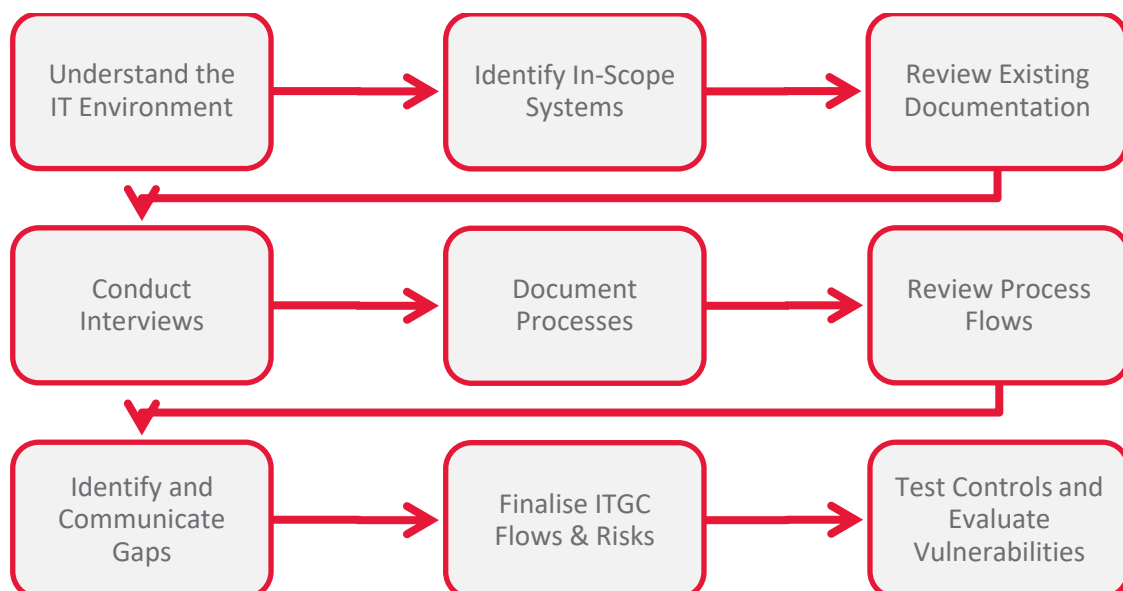 Understand the
IT Environment
Identify In-Scope
Systems
Review Existing
Documentation
Conduct
Interviews
Document
Processes
Review Process
Flows
Identify and
Communicate
Gaps
Finalise ITGC
Flows & Risks
Test Controls and
Evaluate
Vulnerabilities